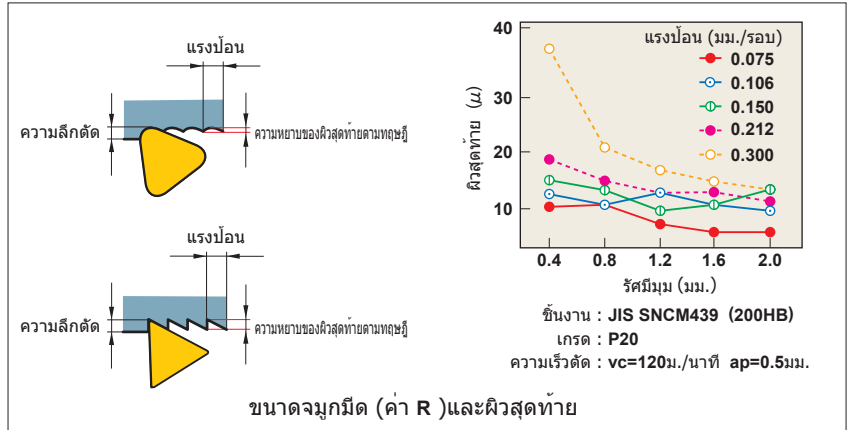 แรงป้อน
ความลึกตัด
ความหยาบของผิวสุดท้ายตามทฤษฎี
แรงป้อน
ความลึกตัด
ความหยาบของผิวสุดท้ายตามทฤษฎี
40
30
20
10
ผิวสุดท้าย (μ)
แรงป้อน (มม./รอบ)
0.075
0.106
0.150
0.212
0.300
0.4 0.8 1.2 1.6 2.0
รัศมีมุม (มม.)
ชิ้นงาน : JIS SNCM439 (200HB)
เกรด : P20
ความเร็วตัด : vc=120ม./นาที ap=0.5มม.
ขนาดจมูกมีด (ค่า R )และผิวสุดท้าย